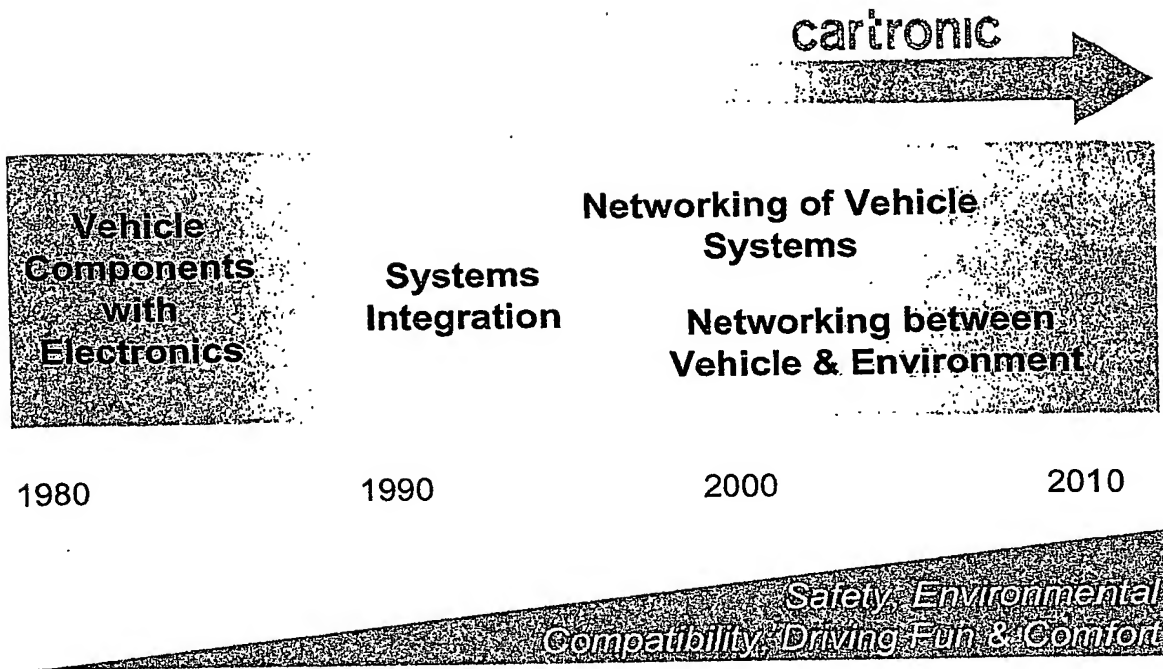 cartronic
Vehicle
Components
with
Electronics
Systems
Integration
Networking of Vehicle
Systems
Networking between
Vehicle & Environment
1980
1990
2000
2010
Safety, Environmental
Compatibility, Driving Fun & Comfort